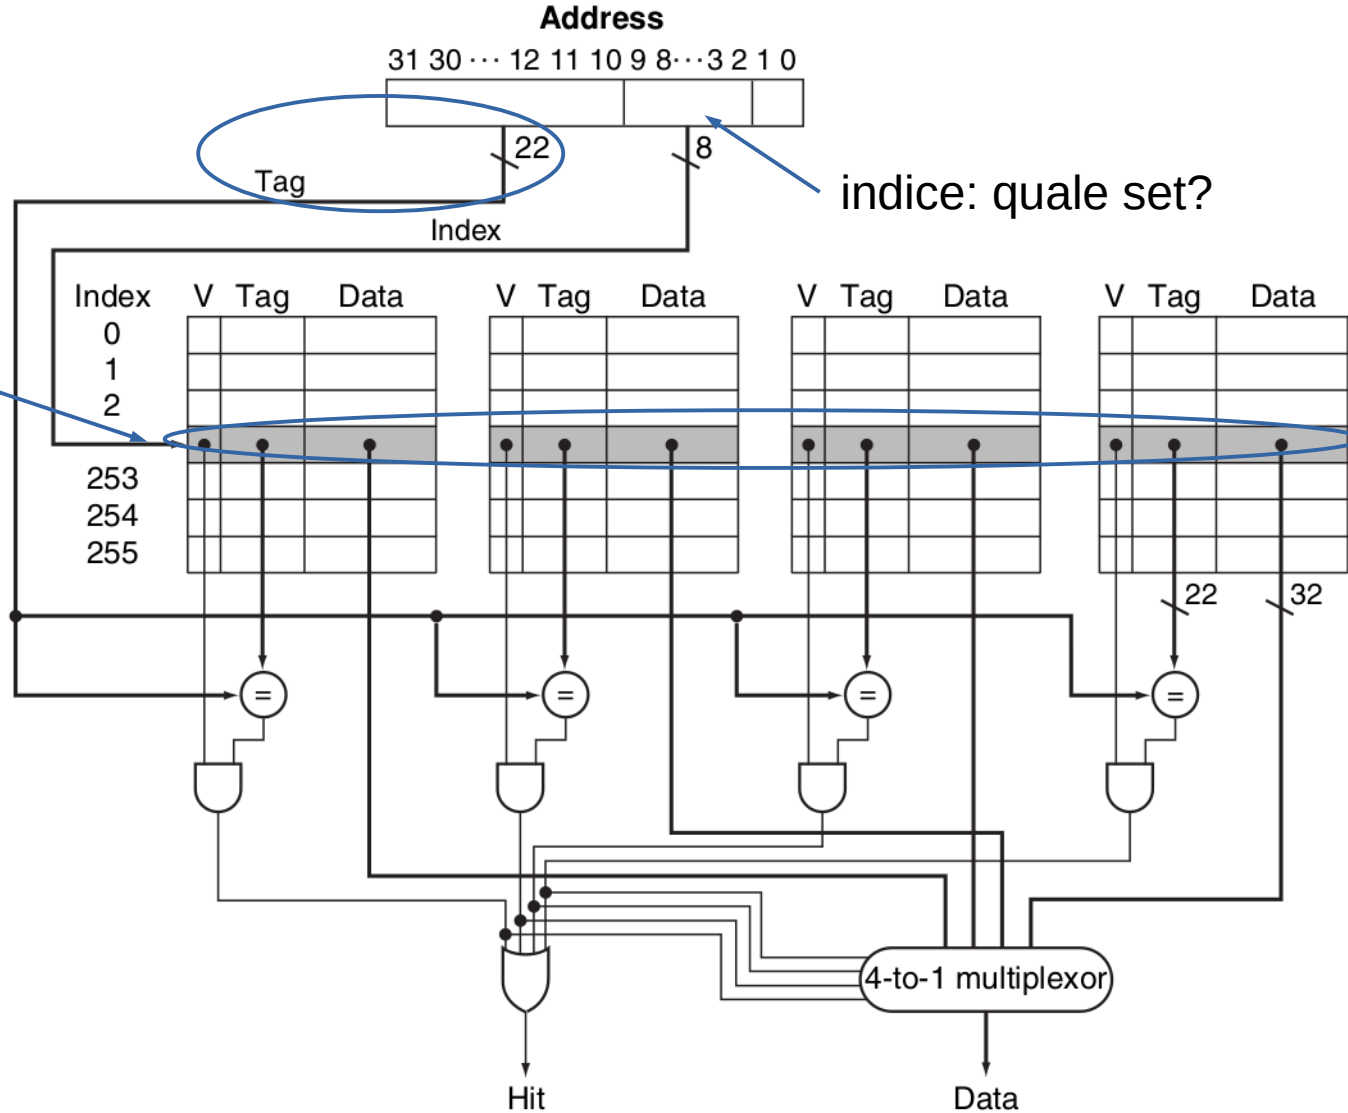 Address
31 30 ··· 12 11 10 9 8···3 2 1 0
22
8
Tag
indice: quale set?
Index
Index V Tag Data V Tag Data V Tag Data V Tag Data
0
1
2
253
254
255
22 32
= = = =
4-to-1 multiplexor
Hit Data